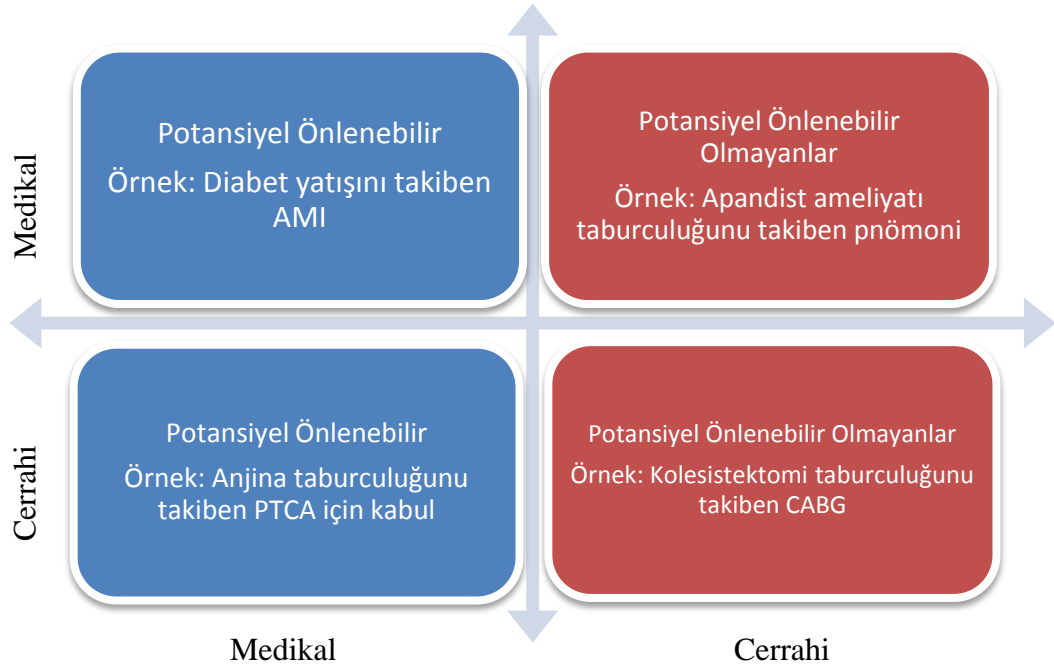 Medikal
Potansiyel Önlenebilir
Örnek: Diabet yatışını takiben
AMI
Potansiyel Önlenebilir
Olmayanlar
Örnek: Apandist ameliyatı
taburculuğunu takiben pnömoni
Cerrahi
Potansiyel Önlenebilir
Örnek: Anjina taburculuğunu
takiben PTCA için kabul
Potansiyel Önlenebilir Olmayanlar
Örnek: Kolesistektomi taburculuğunu
takiben CABG
Medikal
Cerrahi